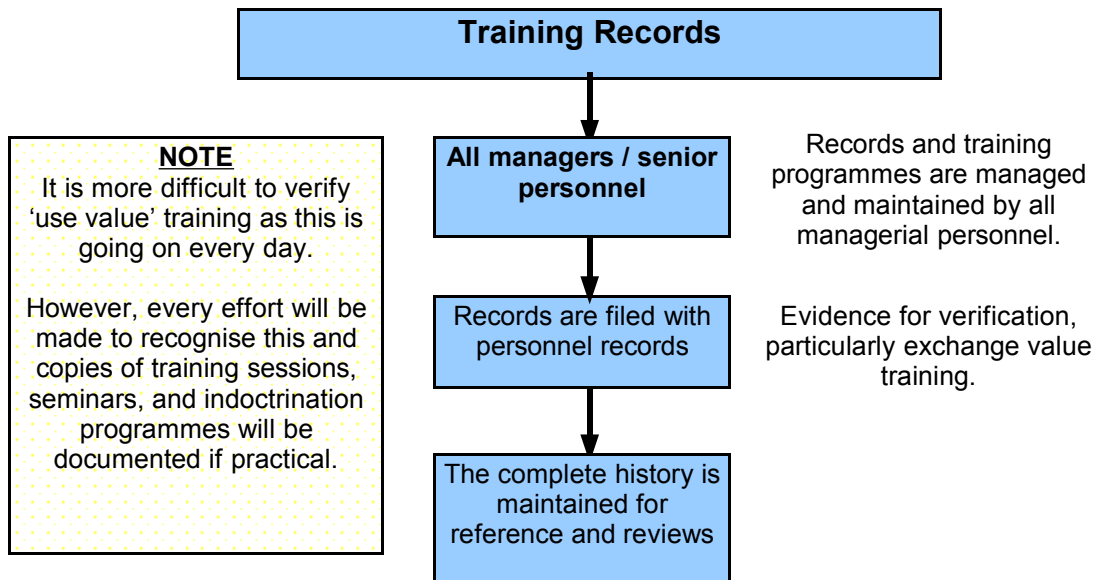 Training Records
NOTE
It is more difficult to verify
‘use value’ training as this is
going on every day.
However, every effort will be
made to recognise this and
copies of training sessions,
seminars, and indoctrination
programmes will be
documented if practical.
All managers / senior
personnel
Records and training
programmes are managed
and maintained by all
managerial personnel.
Records are filed with
personnel records
Evidence for verification,
particularly exchange value
training.
The complete history is
maintained for
reference and reviews